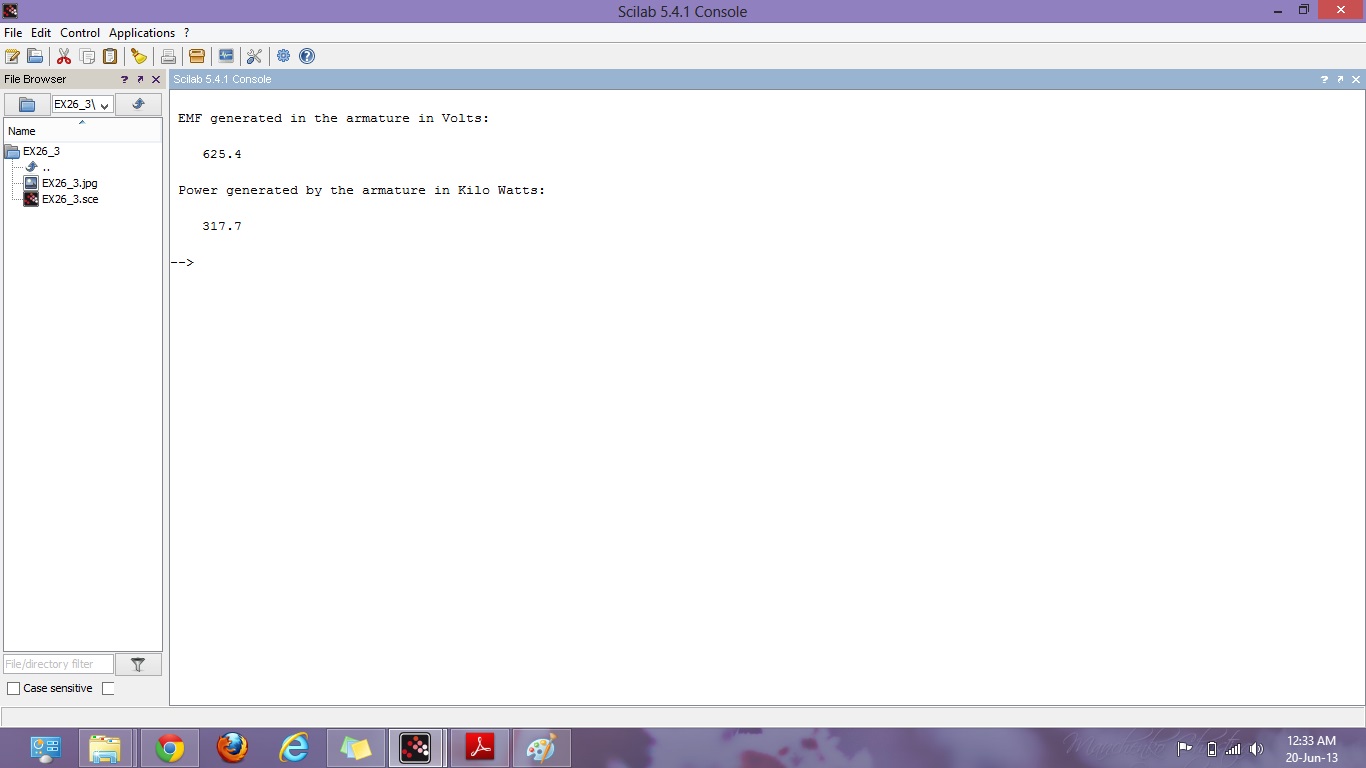 Scilab 5.4.1 Console
File Edit Control Applications ?
File Browser ? 
Scilab 5.4.1 Console ?
EX26_3\
Name
EX26_3
..
EX26_3.jpg
EX26_3.sce
File/directory filter
Case sensitive
EMF generated in the armature in Volts:
625.4
Power generated by the armature in Kilo Watts:
317.7
-->
12:33 AM
20-Jun-13